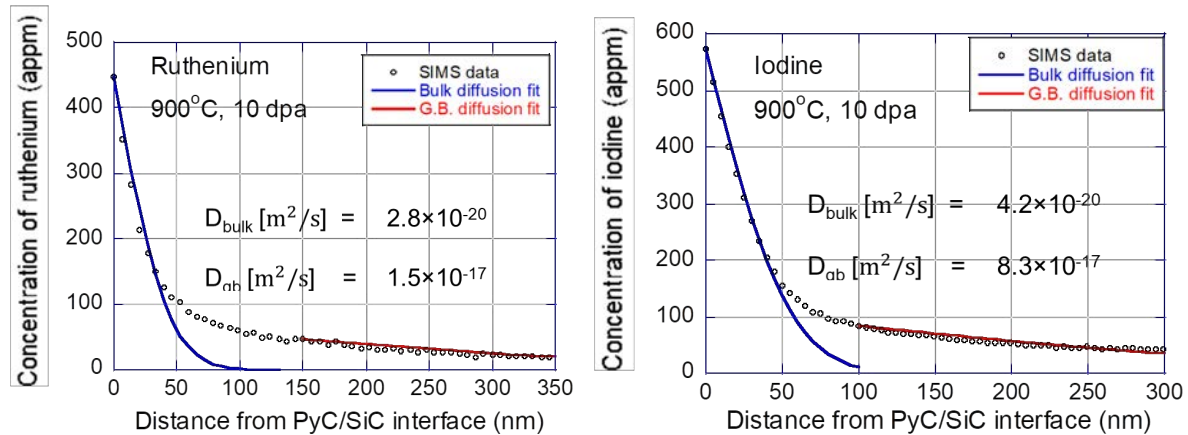 Concentration of ruthenium (appm)
500
400
300
200
100
0
Ruthenium
900°C, 10 dpa
SIMS data
Bulk diffusion fit
G.B. diffusion fit
D_bulk [m²/s] = 2.8×10⁻²⁰
D_gb [m²/s] = 1.5×10⁻¹⁷
0 50 100 150 200 250 300 350
Distance from PyC/SiC interface (nm)
Concentration of iodine (appm)
600
500
400
300
200
100
0
Iodine
900°C, 10 dpa
SIMS data
Bulk diffusion fit
G.B. diffusion fit
D_bulk [m²/s] = 4.2×10⁻²⁰
D_gb [m²/s] = 8.3×10⁻¹⁷
0 50 100 150 200 250 300
Distance from PyC/SiC interface (nm)